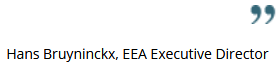 ”
Hans Bruyninckx, EEA Executive Director